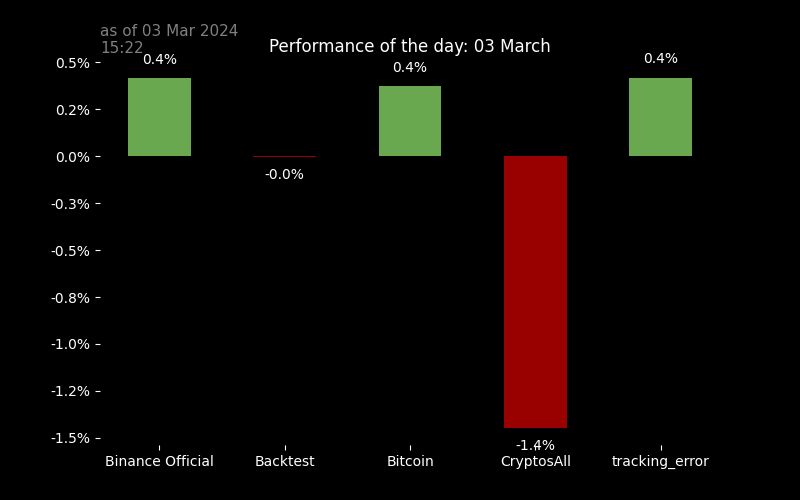 as of 03 Mar 2024
15:22
Performance of the day: 03 March
0.5%
0.2%
0.0%
-0.3%
-0.5%
-0.8%
-1.0%
-1.2%
-1.5%
0.4%
-0.0%
0.4%
-1.4%
0.4%
Binance Official
Backtest
Bitcoin
CryptosAll
tracking_error